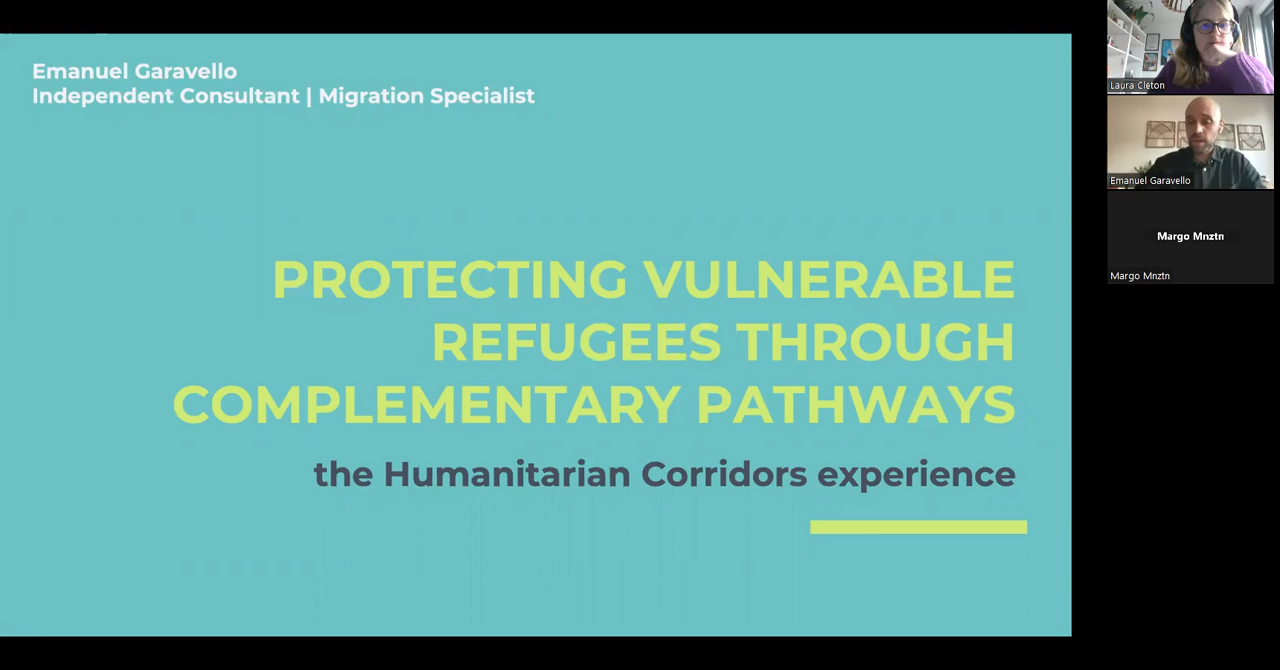 Emanuel Garavello
Independent Consultant | Migration Specialist
PROTECTING VULNERABLE
REFUGEES THROUGH
COMPLEMENTARY PATHWAYS
the Humanitarian Corridors experience
Laura Cleton
Emanuel Garavello
Margo Mnztn
Margo Mnztn